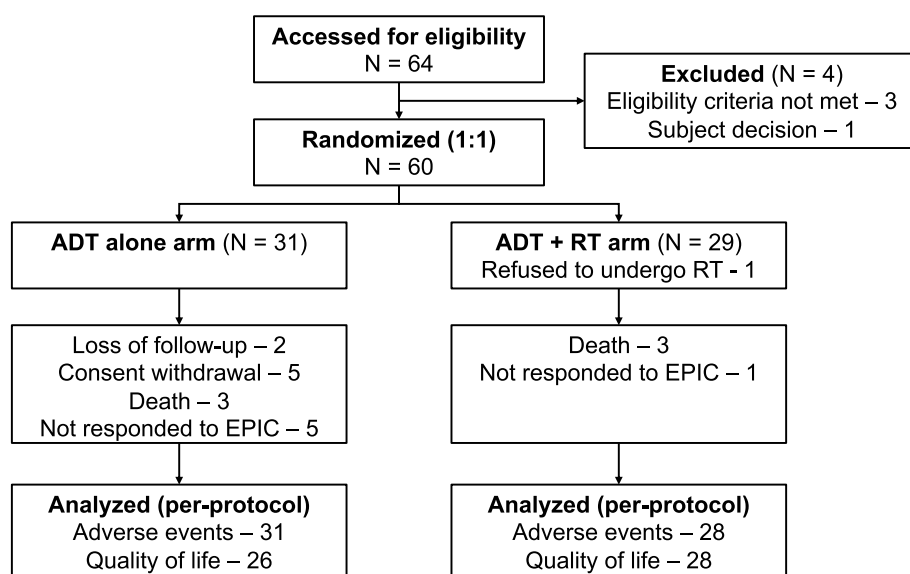 Accessed for eligibility
N = 64
Excluded (N = 4)
Eligibility criteria not met – 3
Subject decision – 1
Randomized (1:1)
N = 60
ADT alone arm (N = 31)
ADT + RT arm (N = 29)
Refused to undergo RT - 1
Loss of follow-up – 2
Consent withdrawal – 5
Death – 3
Not responded to EPIC – 5
Death – 3
Not responded to EPIC – 1
Analyzed (per-protocol)
Adverse events – 31
Quality of life – 26
Analyzed (per-protocol)
Adverse events – 28
Quality of life – 28